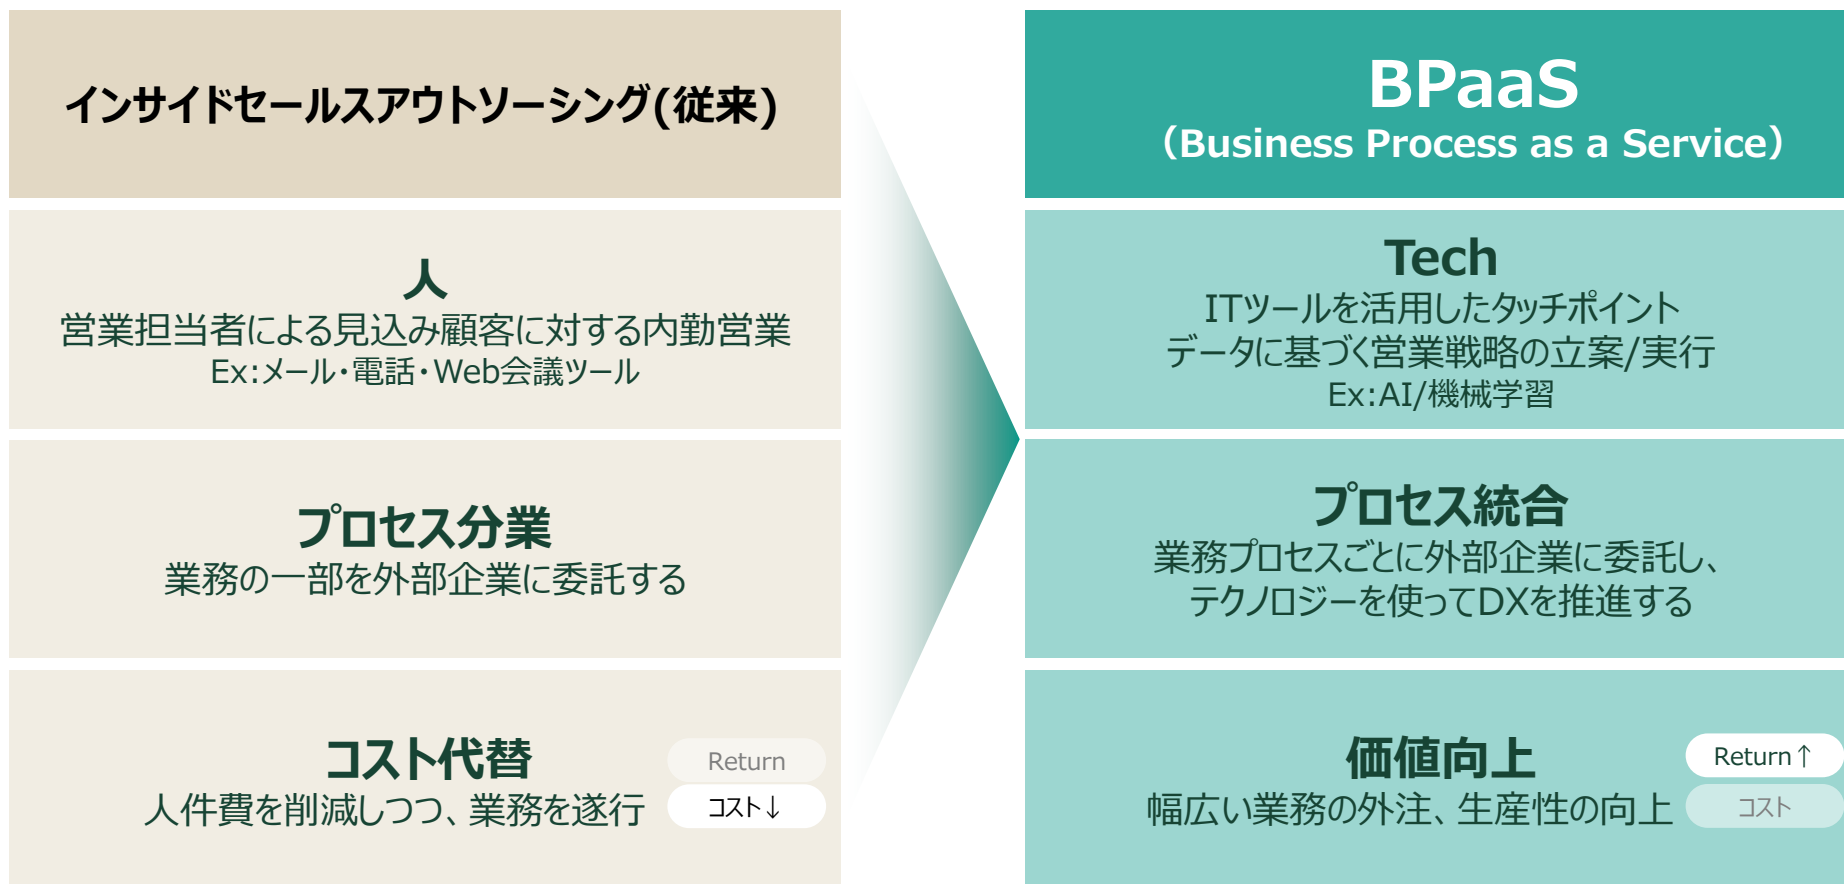 インサイドセールスアウトソーシング(従来)
人
営業担当者による見込み顧客に対する内勤営業
Ex:メール・電話・Web会議ツール
プロセス分業
業務の一部を外部企業に委託する
コスト代替
人件費を削減しつつ、業務を遂行
Return
コスト↓
BPaaS
（Business Process as a Service）
Tech
ITツールを活用したタッチポイント
データに基づく営業戦略の立案/実行
Ex:AI/機械学習
プロセス統合
業務プロセスごとに外部企業に委託し、
テクノロジーを使ってDXを推進する
価値向上
幅広い業務の外注、生産性の向上
Return↑
コスト